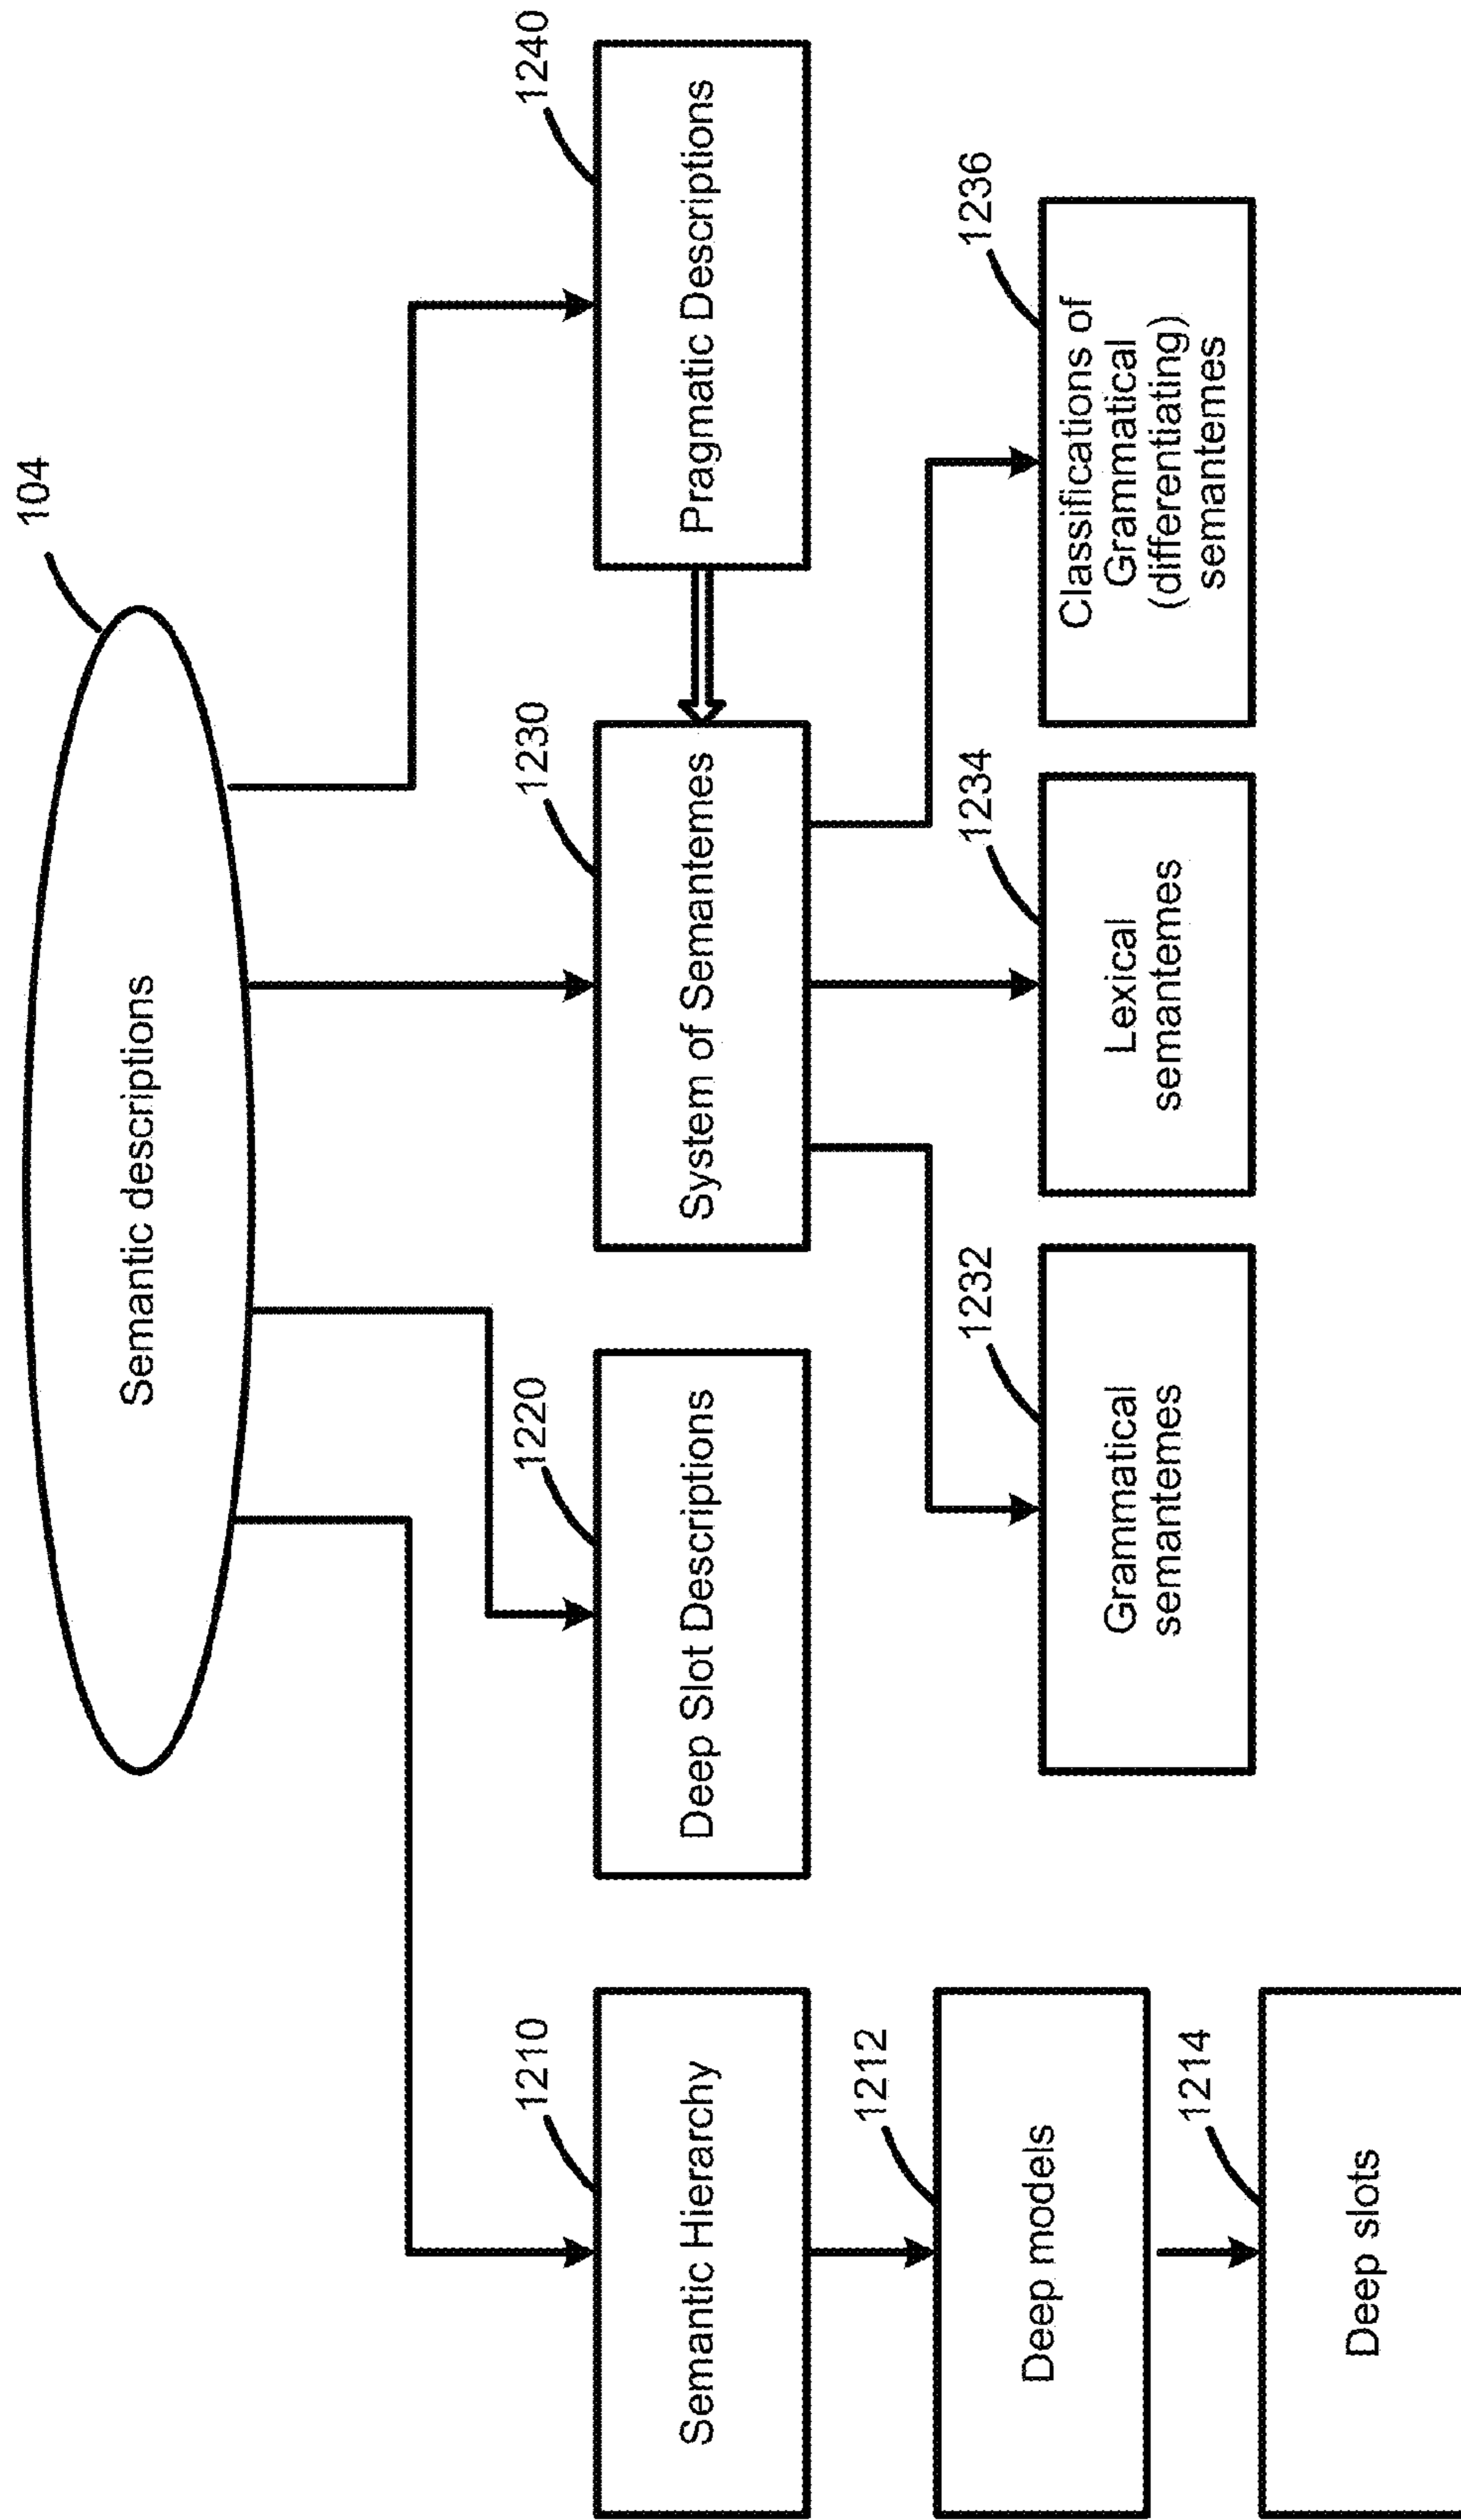 104
Semantic descriptions
1210
Semantic Hierarchy
1220
Deep Slot Descriptions
1230
System of Semantemes
1240
Pragmatic Descriptions
1212
Deep models
1232
Grammatical
semantemes
1234
Lexical
semantemes
1236
Classifications of
Grammatical
(differentiating)
semantemes
1214
Deep slots